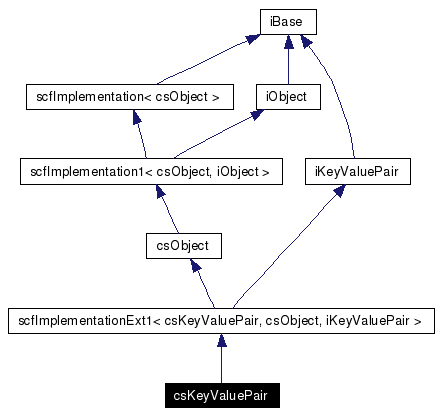 iBase
scfImplementation< csObject >
iObject
scfImplementation1< csObject, iObject >
iKeyValuePair
csObject
scfImplementationExt1< csKeyValuePair, csObject, iKeyValuePair >
csKeyValuePair